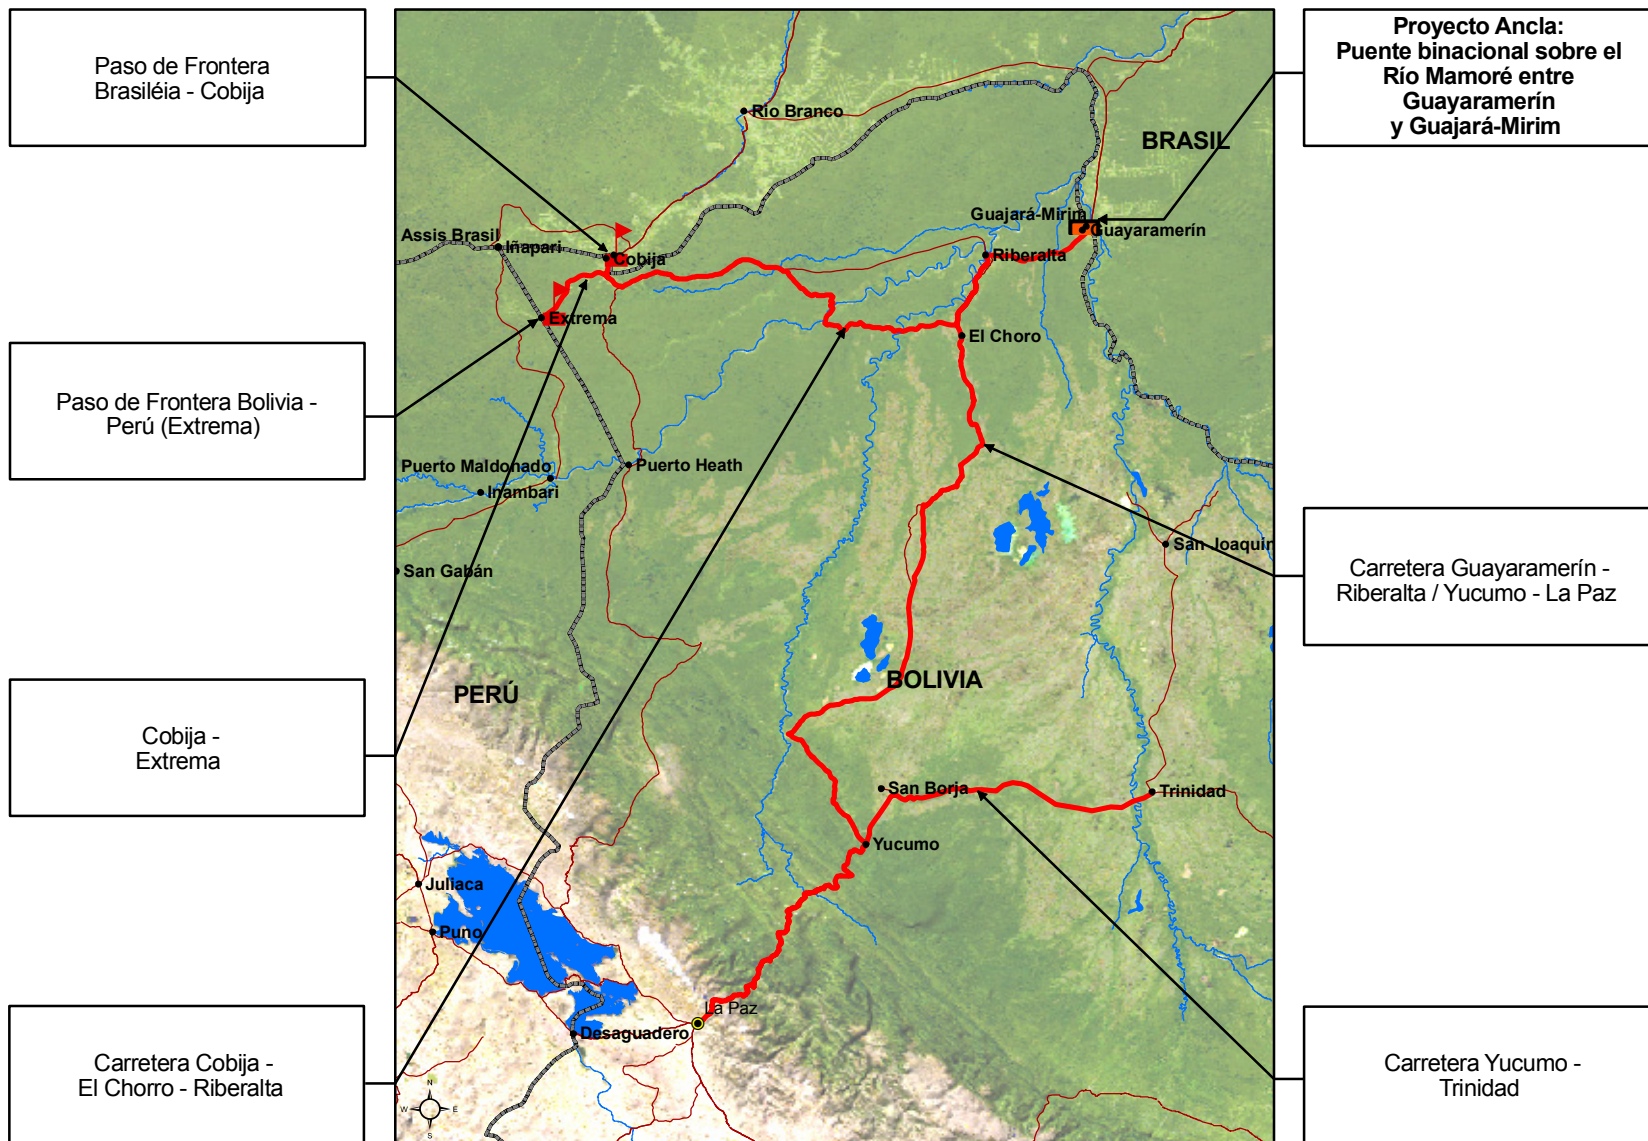 Paso de Frontera
Brasiléia - Cobija
Paso de Frontera Bolivia -
Perú (Extrema)
Cobija -
Extrema
Carretera Cobija -
El Chorro - Riberalta
Proyecto Ancla:
Puente binacional sobre el
Río Mamoré entre
Guayaramerín
y Guajará-Mirim
Carretera Guayaramerín -
Riberalta / Yucumo - La Paz
Carretera Yucumo -
Trinidad
Rio Branco
BRASIL
Guajará-Mirim
Guayaramerín
Assis Brasil
Iñapari
Cobija
Riberalta
Extrema
El Choro
Puerto Maldonado
Puerto Heath
Inambari
San Joaquin
San Gabán
PERÚ
BOLIVIA
San Borja
Trinidad
Yucumo
Juliaca
Puno
La Paz
Desaguadero
N
W
E
S